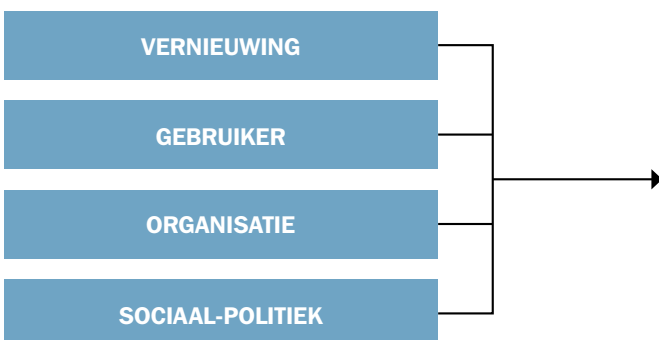 VERNIEUWING
GEBRUIKER
ORGANISATIE
SOCIAAL-POLITIEK